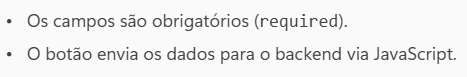 • Os campos são obrigatórios (required).
• O botão envia os dados para o backend via JavaScript.